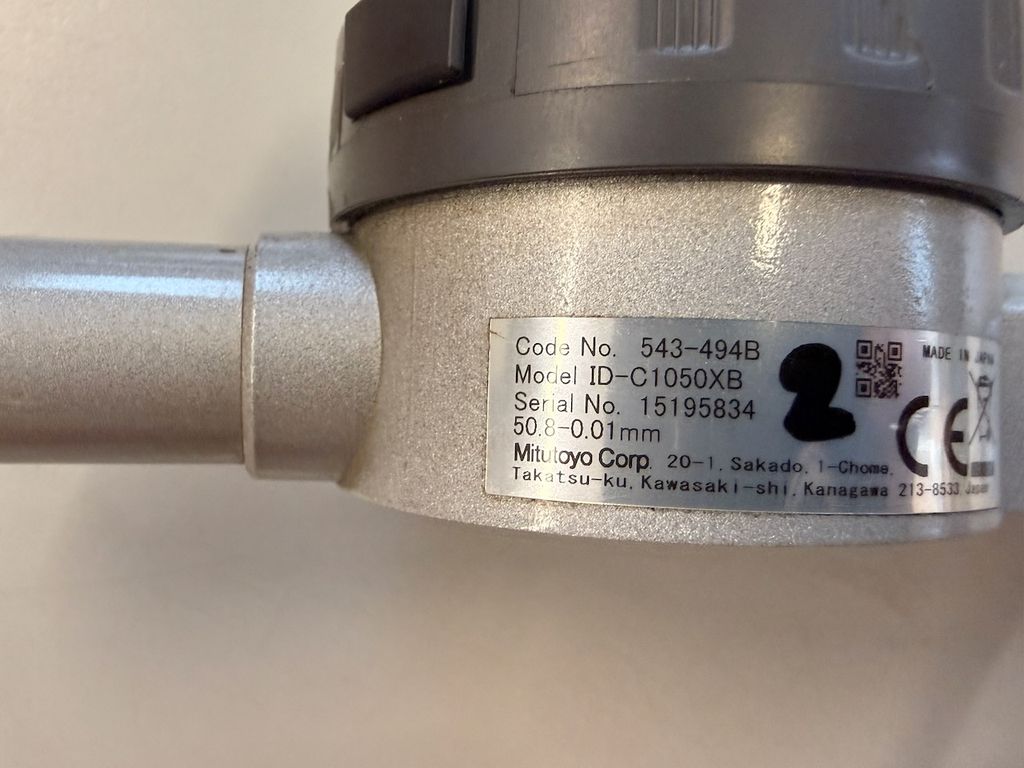 Code No. 543-494B
Model ID-C1050XB
Serial No. 15195834
50.8-0.01mm
Mitutoyo Corp. 20-1, Sakado, 1-Chome,
Takatsu-ku, Kawasaki-shi, Kanagawa 213-8533, Japan
2
MADE IN JAPAN
CE